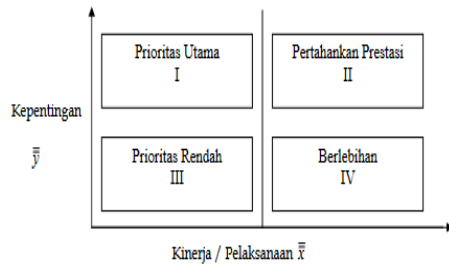 Prioritas Utama
I
Pertahankan Prestasi
II
Kepentingan
y̿
Prioritas Rendah
III
Berlebihan
IV
Kinerja / Pelaksanaan x̿